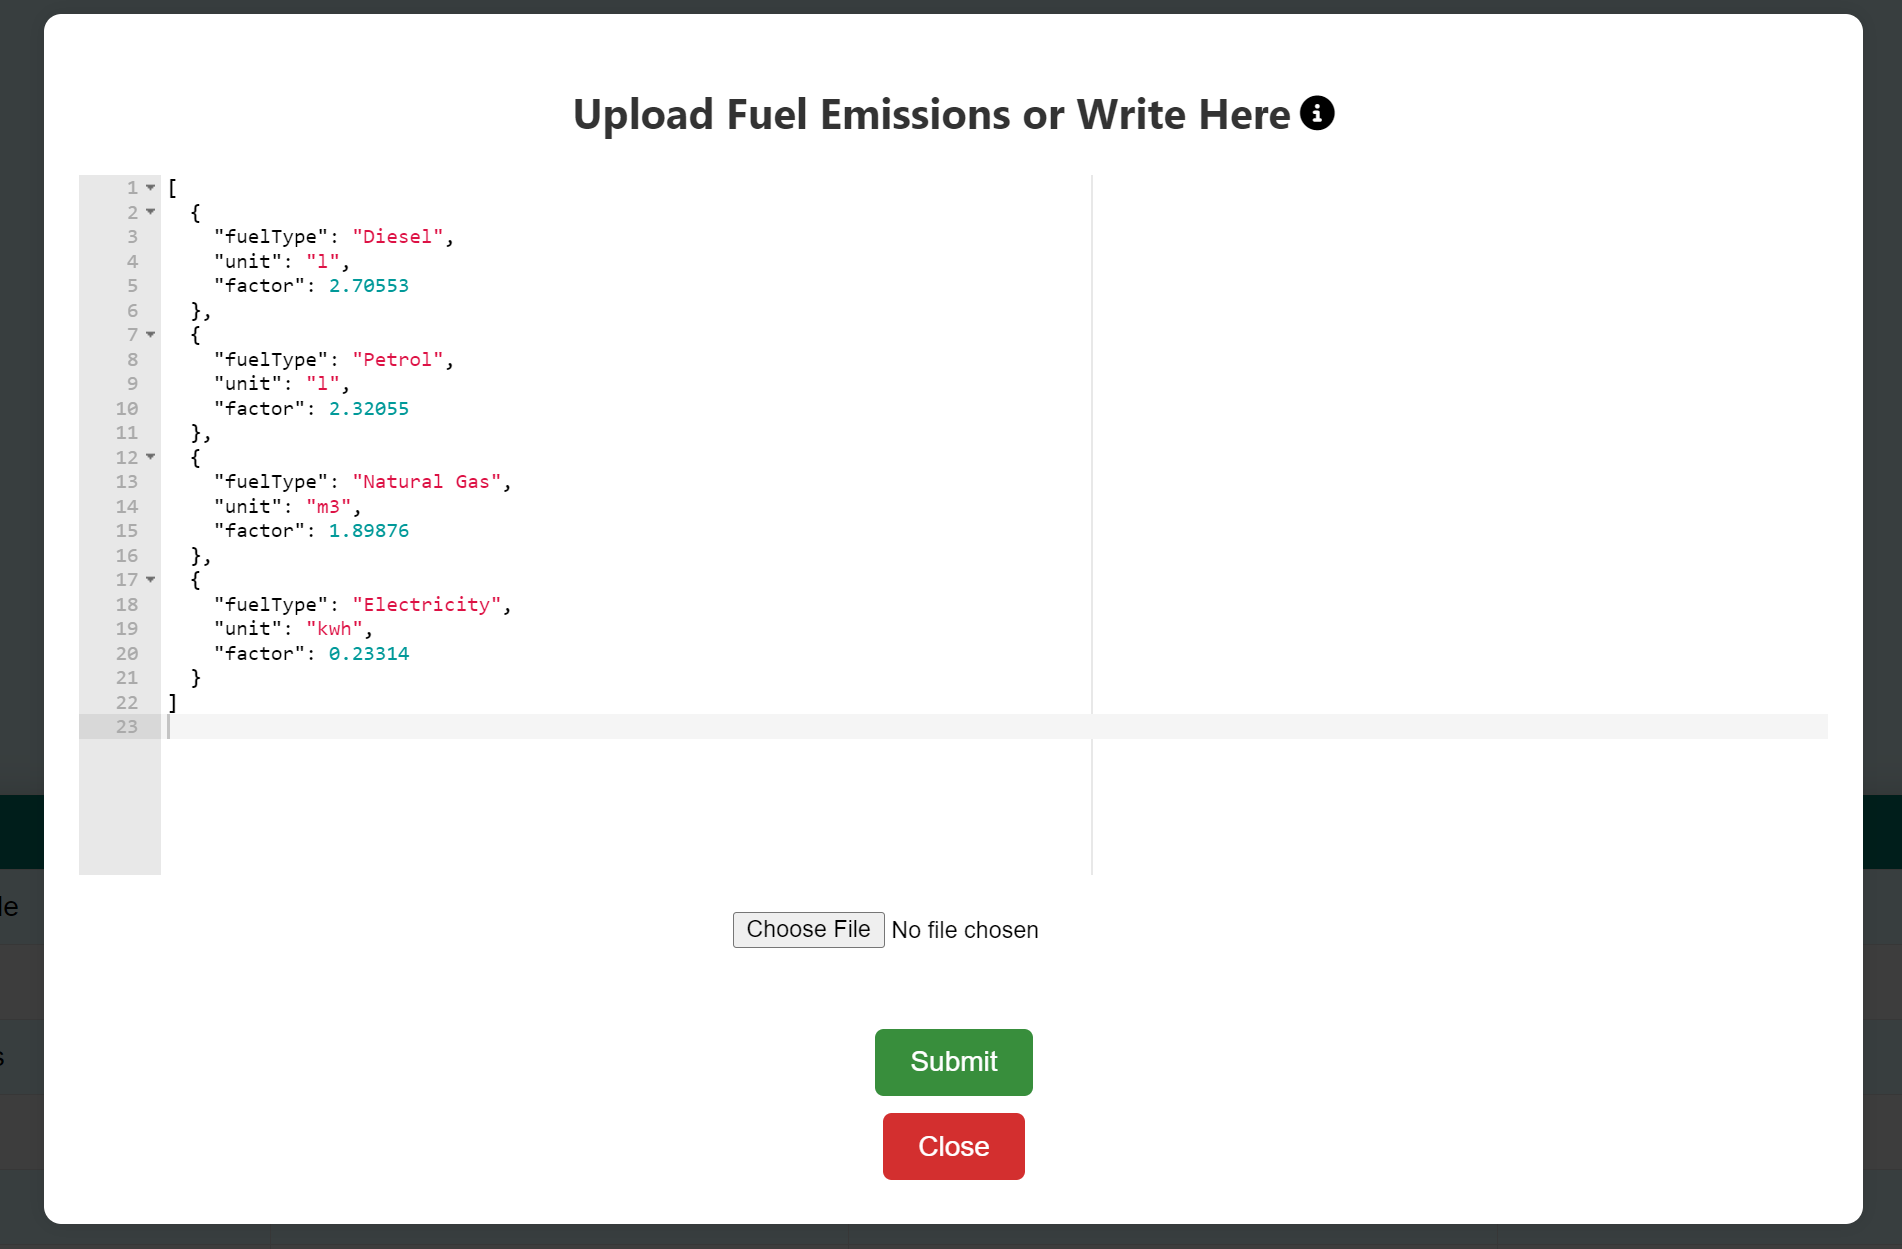 Upload Fuel Emissions or Write Here
1 [
2   {
3     "fuelType": "Diesel",
4     "unit": "l",
5     "factor": 2.70553
6   },
7   {
8     "fuelType": "Petrol",
9     "unit": "l",
10     "factor": 2.32055
11   },
12   {
13     "fuelType": "Natural Gas",
14     "unit": "m3",
15     "factor": 1.89876
16   },
17   {
18     "fuelType": "Electricity",
19     "unit": "kwh",
20     "factor": 0.23314
21   }
22 ]
23
Choose File No file chosen
Submit
Close